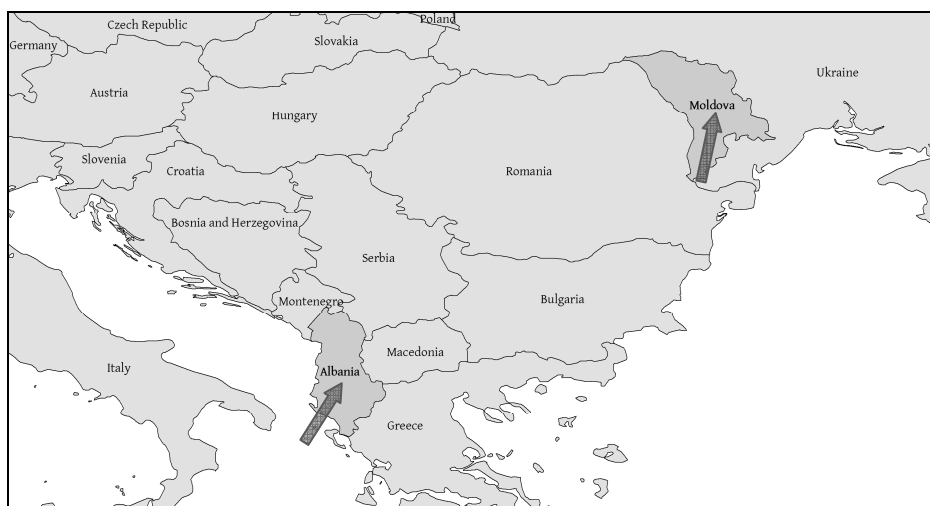 Poland
Czech Republic
Germany
Slovakia
Ukraine
Austria
Moldova
Hungary
Slovenia
Croatia
Romania
Bosnia and Herzegovina
Serbia
Montenegro
Bulgaria
Macedonia
Italy
Albania
Greece